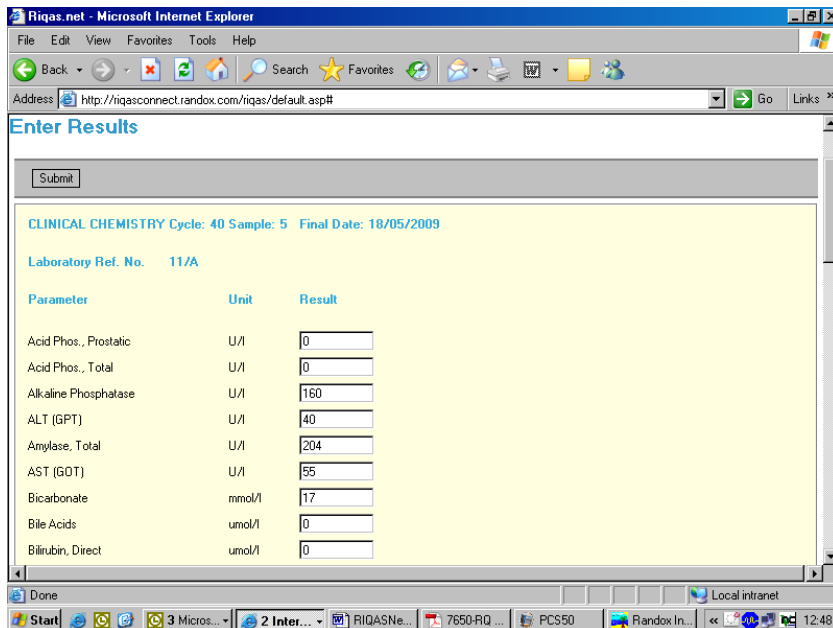 Riqas.net - Microsoft Internet Explorer
File Edit View Favorites Tools Help
Back Search Favorites
Address http://riqasconnect.randox.com/riqas/default.asp# Go Links »
Enter Results
Submit
CLINICAL CHEMISTRY Cycle: 40 Sample: 5 Final Date: 18/05/2009
Laboratory Ref. No. 11/A
Parameter Unit Result
Acid Phos., Prostatic U/l 0
Acid Phos., Total U/l 0
Alkaline Phosphatase U/l 160
ALT (GPT) U/l 40
Amylase, Total U/l 204
AST (GOT) U/l 55
Bicarbonate mmol/l 17
Bile Acids umol/l 0
Bilirubin, Direct umol/l 0
Done Local intranet
Start 3 Micros... 2 Inter... RIQASNe... 7650-RQ ... PCS50 Randox In... « 12:48